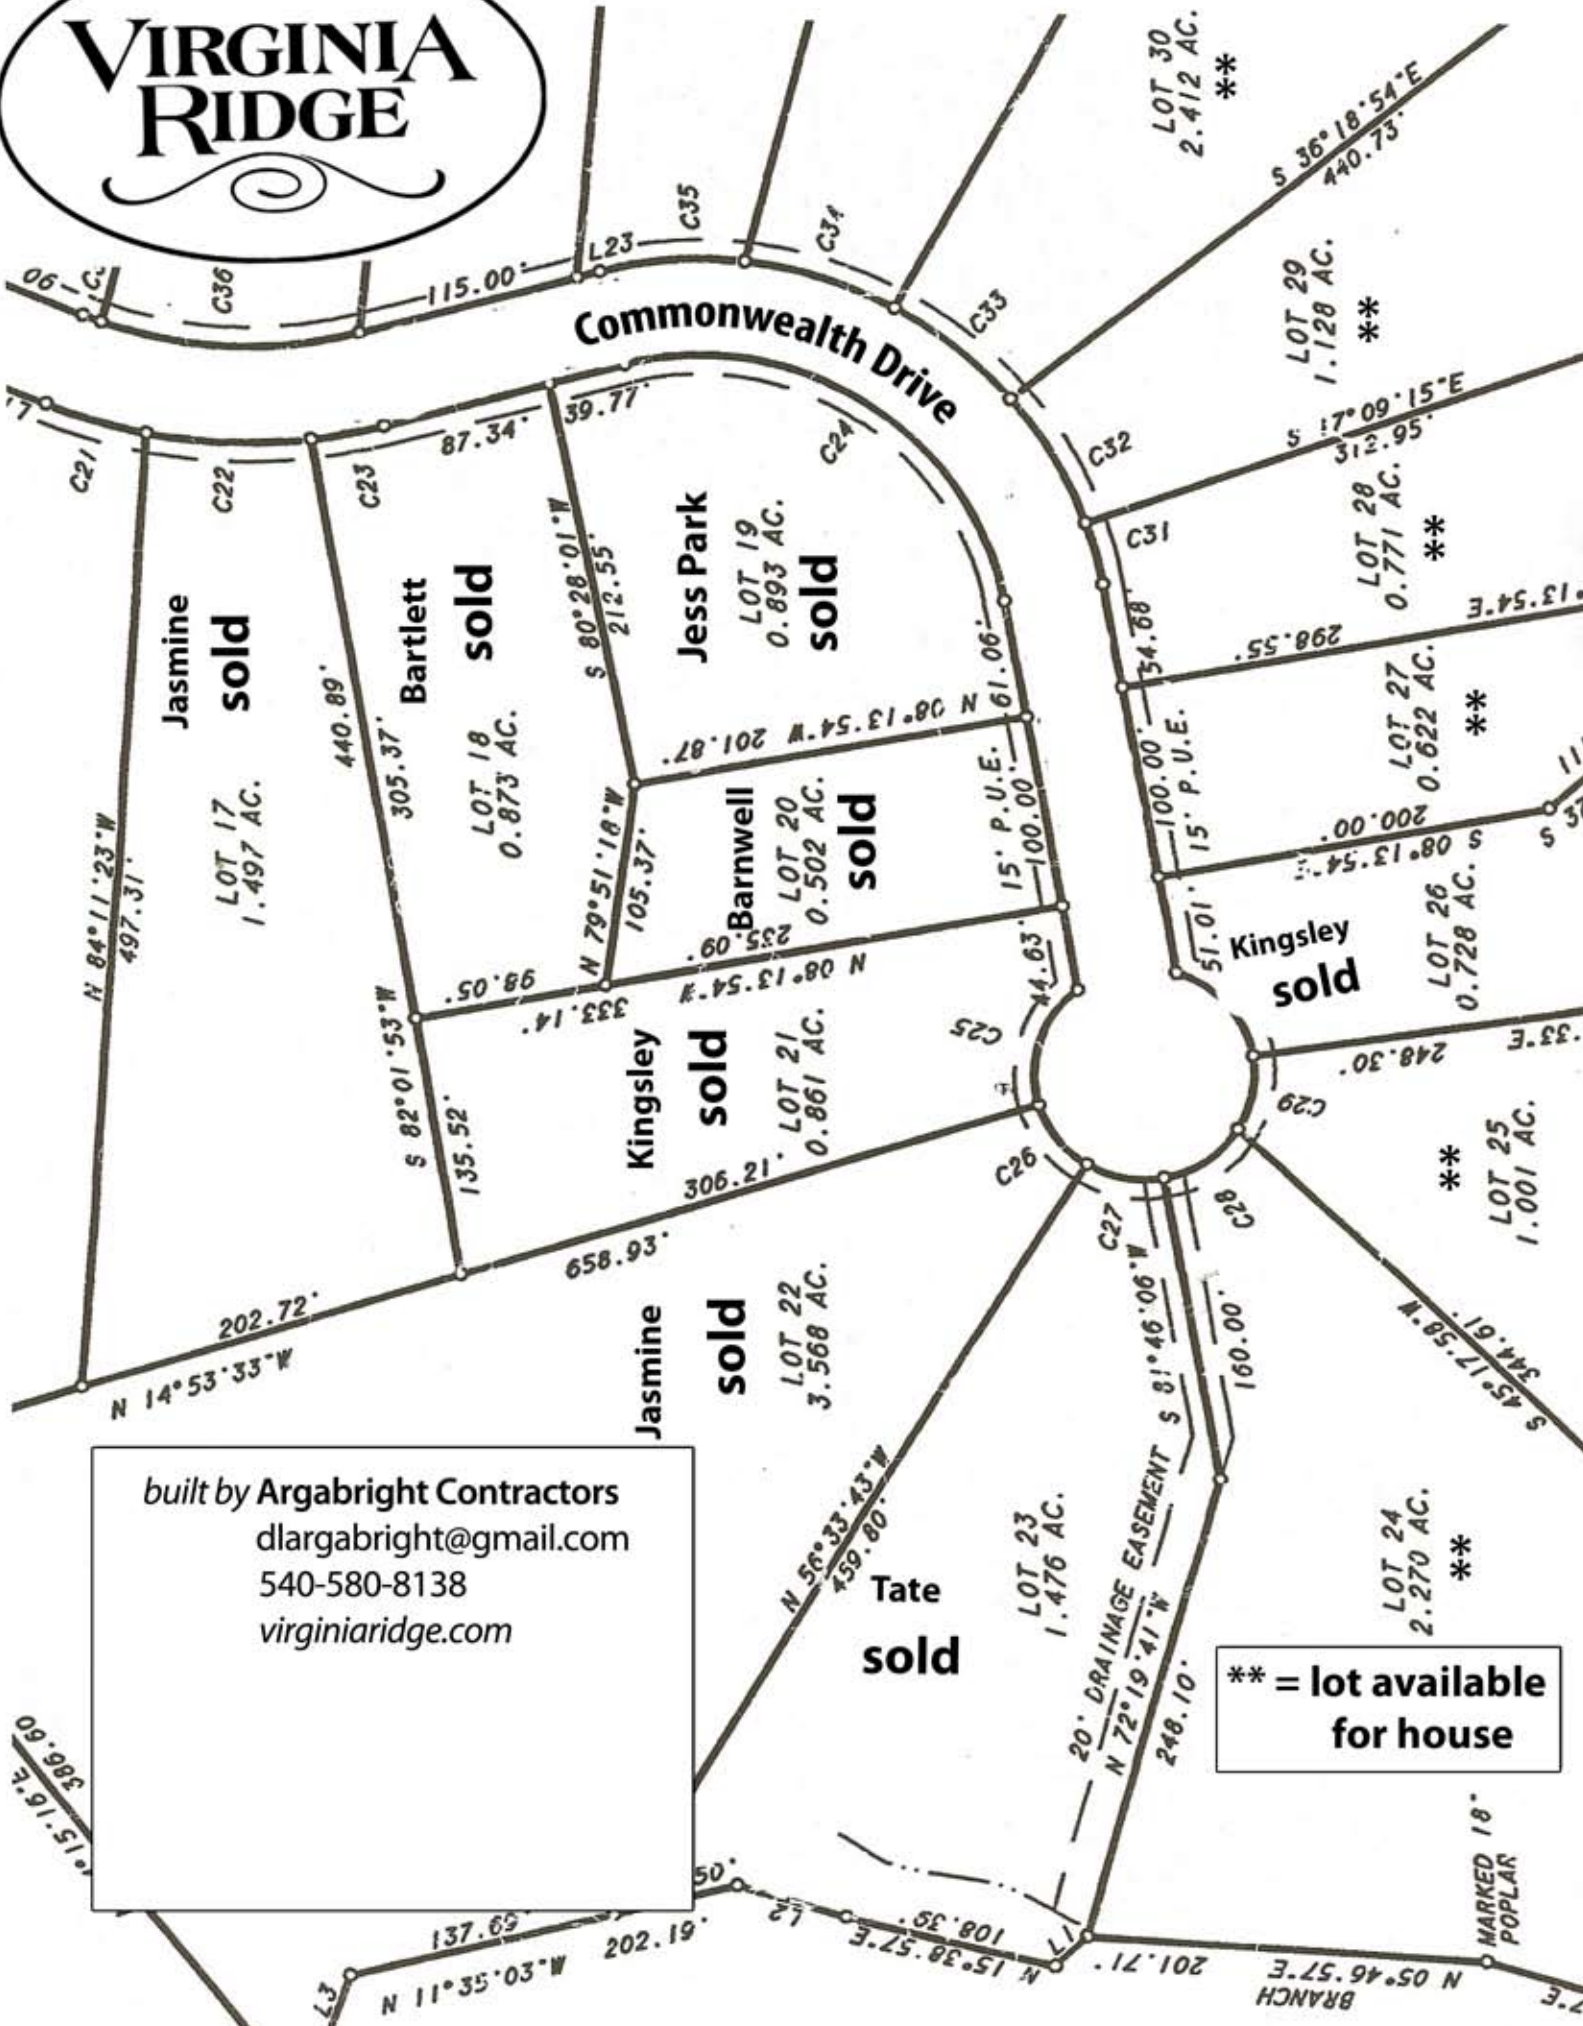 VIRGINIA
RIDGE
LOT 30
2.412 AC.
**
S 36°18'54"E
440.73'
LOT 29
1.128 AC.
**
312.95'
LOT 28
0.771 AC.
**
298.55'
LOT 27
0.622 AC.
**
200.00'
S 08°13'54"E
LOT 26
0.728 AC.
Kingsley
sold
248.30'
LOT 25
1.001 AC.
**
S 45°17'58"W
344.61'
LOT 24
2.270 AC.
**
C36
115.00'
L23
C35
C34
C33
C32
C31
54.68'
100.00'
15' P.U.E.
51.01'
Commonwealth Drive
C21
C22
C23
87.34'
39.77'
C24
61.06'
15' P.U.E.
100.00'
44.63'
C25
C26
C27
C28
C29
Jasmine
sold
LOT 17
1.497 AC.
N 84°11'23"W
497.31'
440.89'
305.37'
Bartlett
sold
LOT 18
0.873 AC.
S 80°28'01"W
212.55'
Jess Park
LOT 19
0.893 AC.
sold
N 08°13'54"W 201.87'
Barnwell
LOT 20
0.502 AC.
sold
N 79°51'18"W
105.37'
98.05'
235.09'
333.14'
N 08°13'54"W
S 82°01'53"W
135.52'
Kingsley
sold
LOT 21
0.861 AC.
306.21'
658.93'
202.72'
N 14°53'33"W
Jasmine
sold
LOT 22
3.568 AC.
N 56°33'43"W
459.80'
Tate
sold
LOT 23
1.476 AC.
S 81°46'06"W
160.00'
20' DRAINAGE EASEMENT
N 72°19'41"W
248.10'
built by Argabright Contractors
dlargabright@gmail.com
540-580-8138
virginiaridge.com
** = lot available
for house
386.60
50'
137.69
202.19'
N 11°35'03"W
L3
L2
108.39'
N 15°38'57"E
L1
201.71'
N 05°46'57"E
BRANCH
MARKED 18"
POPLAR